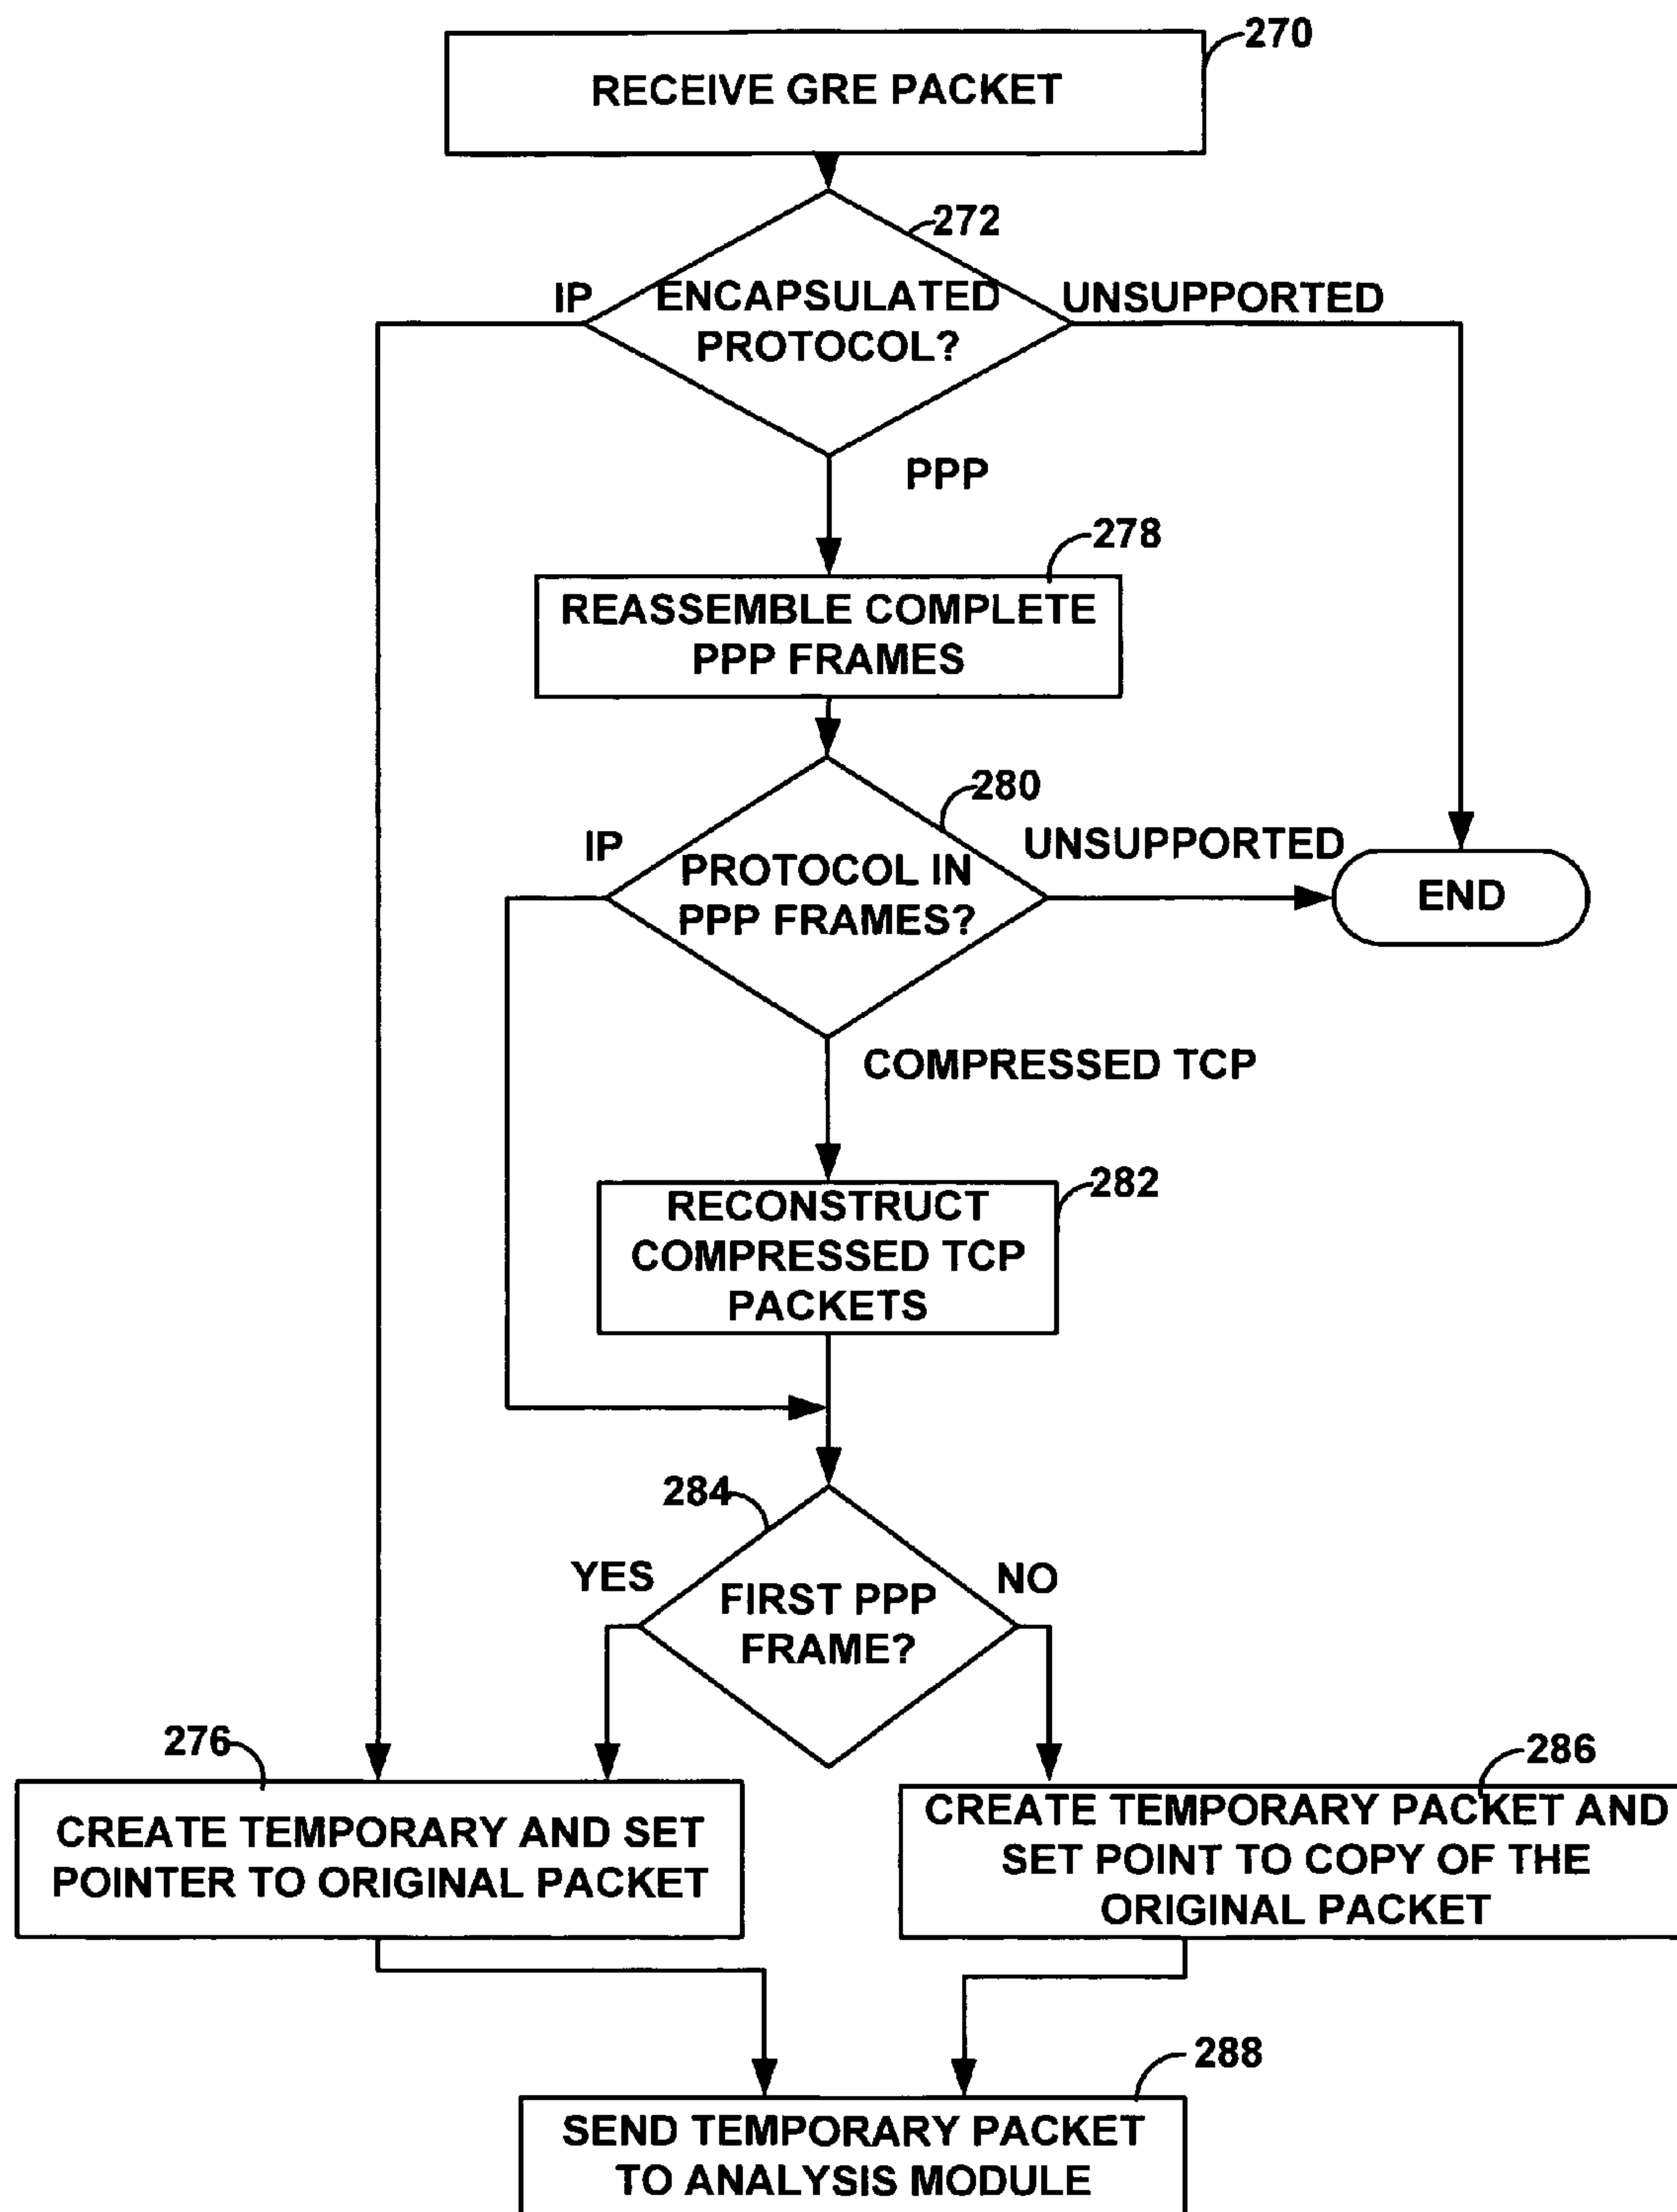 270
RECEIVE GRE PACKET
272
IP
ENCAPSULATED
PROTOCOL?
UNSUPPORTED
PPP
278
REASSEMBLE COMPLETE
PPP FRAMES
280
IP
PROTOCOL IN
PPP FRAMES?
UNSUPPORTED
END
COMPRESSED TCP
282
RECONSTRUCT
COMPRESSED TCP
PACKETS
284
YES
FIRST PPP
FRAME?
NO
276
CREATE TEMPORARY AND SET
POINTER TO ORIGINAL PACKET
286
CREATE TEMPORARY PACKET AND
SET POINT TO COPY OF THE
ORIGINAL PACKET
288
SEND TEMPORARY PACKET
TO ANALYSIS MODULE